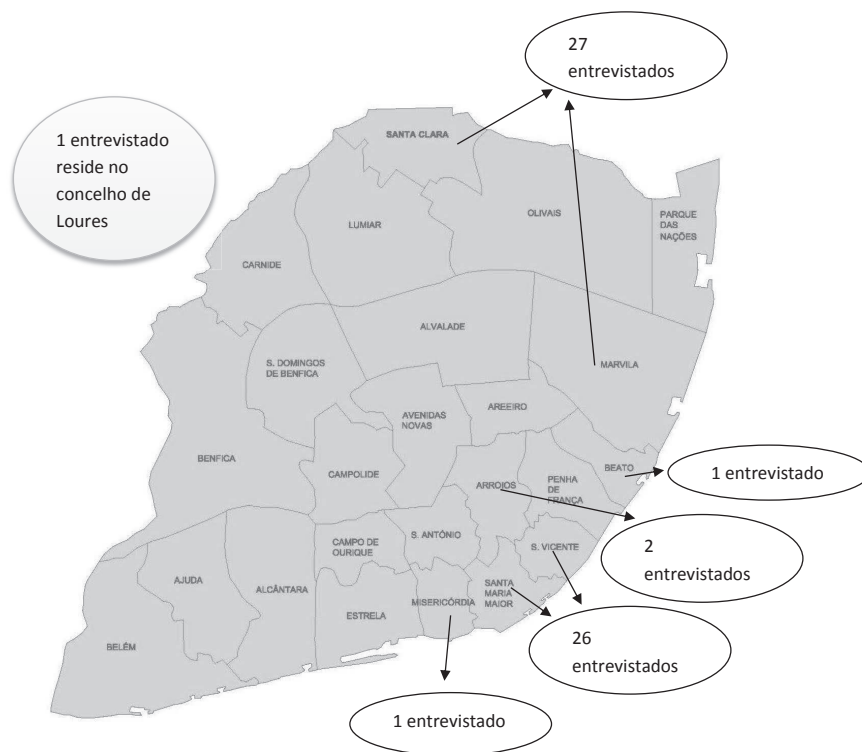 27
entrevistados
1 entrevistado
reside no
concelho de
Loures
SANTA CLARA
LUMIAR
OLIVAIS
PARQUE
DAS
NAÇÕES
CARNIDE
ALVALADE
S. DOMINGOS
DE BENFICA
MARVILA
AVENIDAS
NOVAS
AREEIRO
BENFICA
CAMPOLIDE
ARROIOS
PENHA
DE
FRANÇA
BEATO
1 entrevistado
CAMPO DE
OURIQUE
S. ANTÓNIO
S. VICENTE
2
entrevistados
AJUDA
ALCÂNTARA
ESTRELA
MISERICÓRDIA
SANTA
MARIA
MAIOR
BELÉM
26
entrevistados
1 entrevistado